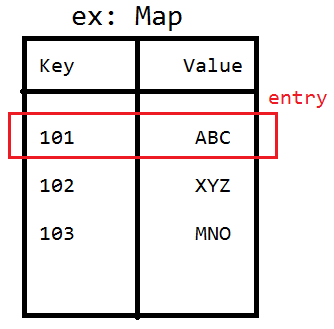 ex: Map
Key Value
entry
101 ABC
102 XYZ
103 MNO